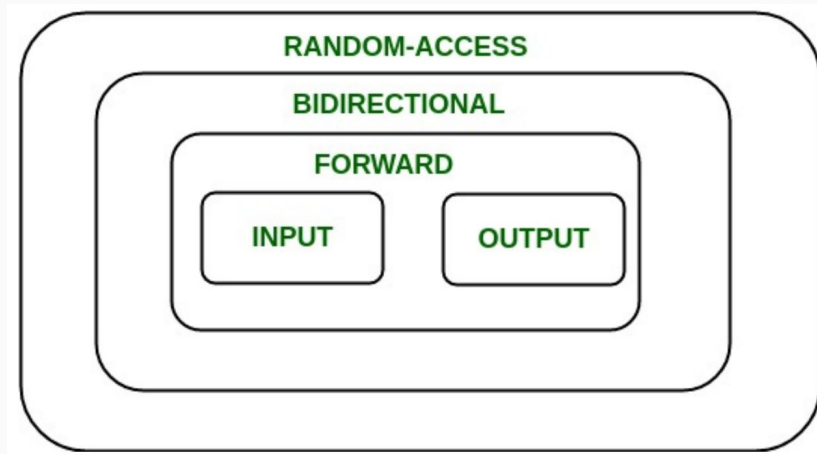 RANDOM-ACCESS
BIDIRECTIONAL
FORWARD
INPUT
OUTPUT